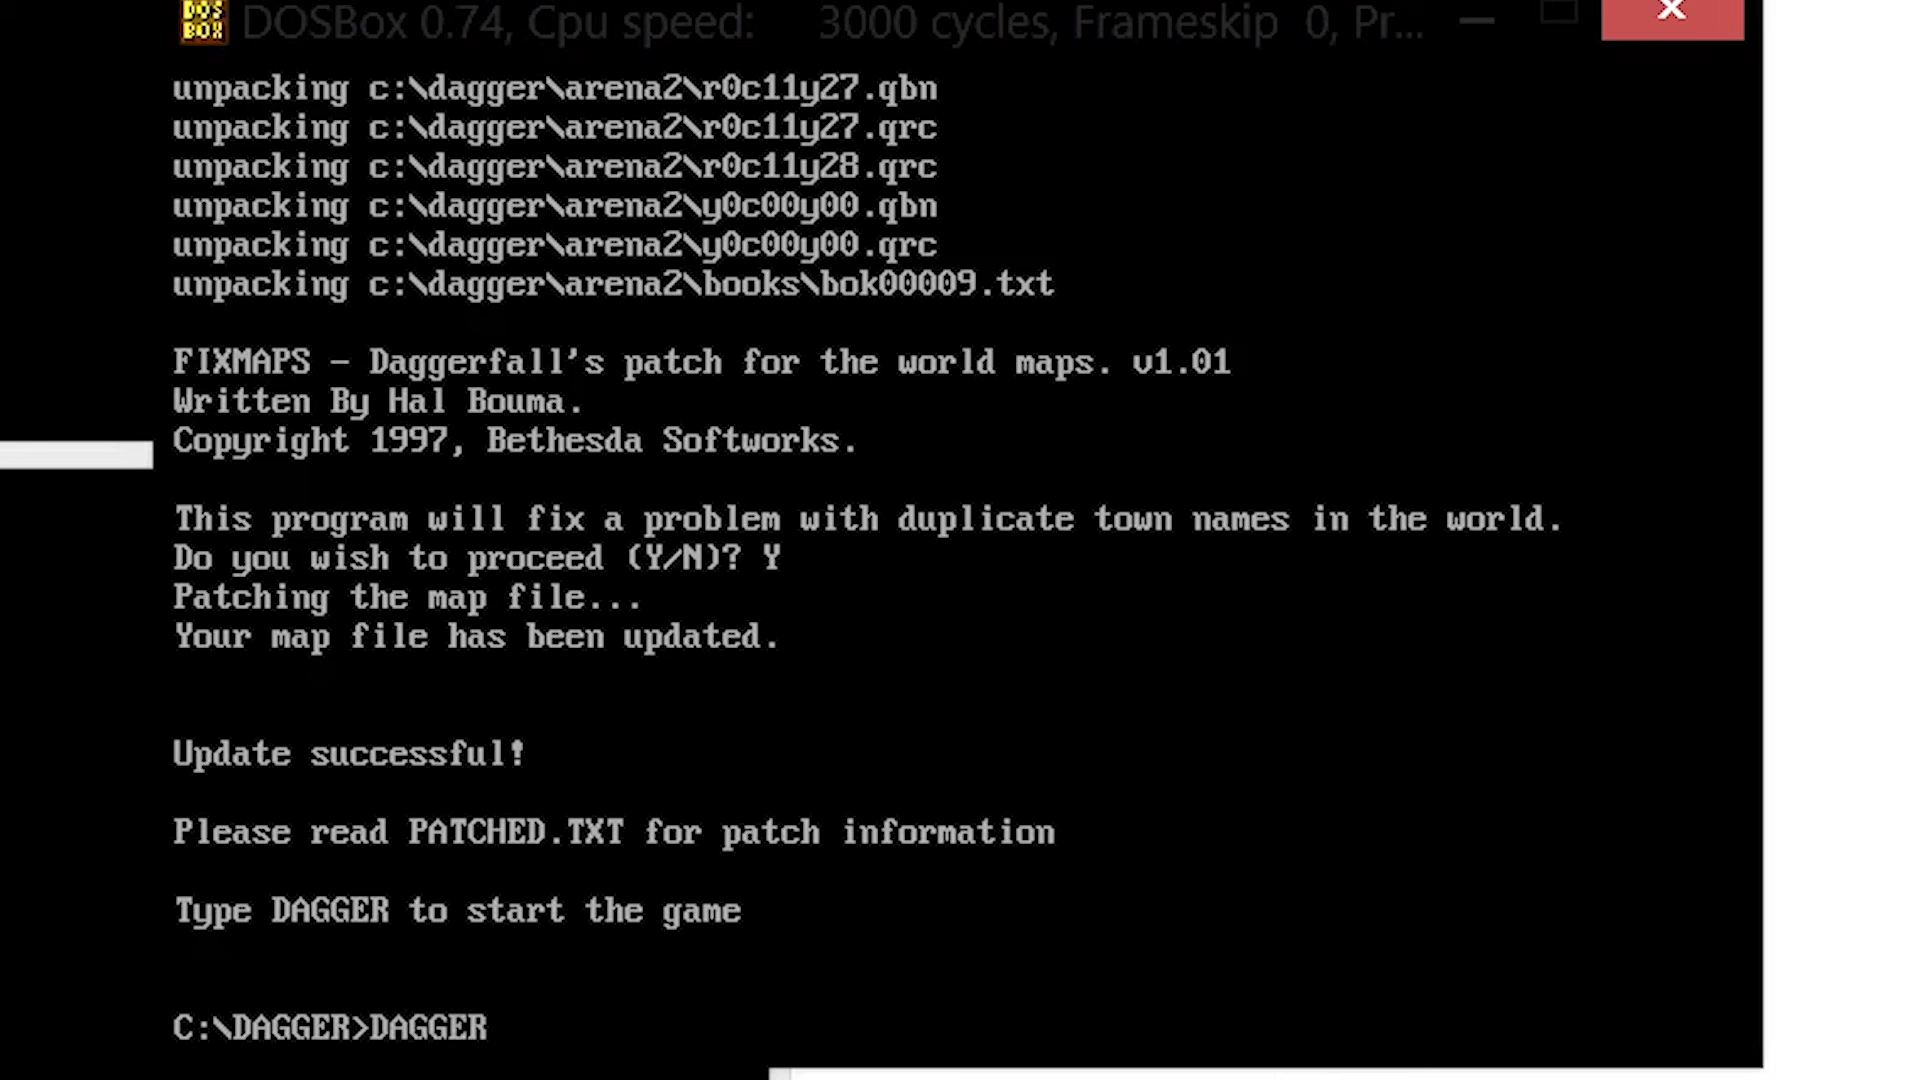 DOS
BOX
DOSBox 0.74, Cpu speed: 3000 cycles, Frameskip 0, Pr...
unpacking c:\dagger\arena2\r0c11y27.qbn
unpacking c:\dagger\arena2\r0c11y27.qrc
unpacking c:\dagger\arena2\r0c11y28.qrc
unpacking c:\dagger\arena2\y0c00y00.qbn
unpacking c:\dagger\arena2\y0c00y00.qrc
unpacking c:\dagger\arena2\books\bok00009.txt
FIXMAPS - Daggerfall's patch for the world maps. v1.01
Written By Hal Bouma.
Copyright 1997, Bethesda Softworks.
This program will fix a problem with duplicate town names in the world.
Do you wish to proceed (Y/N)? Y
Patching the map file...
Your map file has been updated.
Update successful!
Please read PATCHED.TXT for patch information
Type DAGGER to start the game
C:\DAGGER>DAGGER